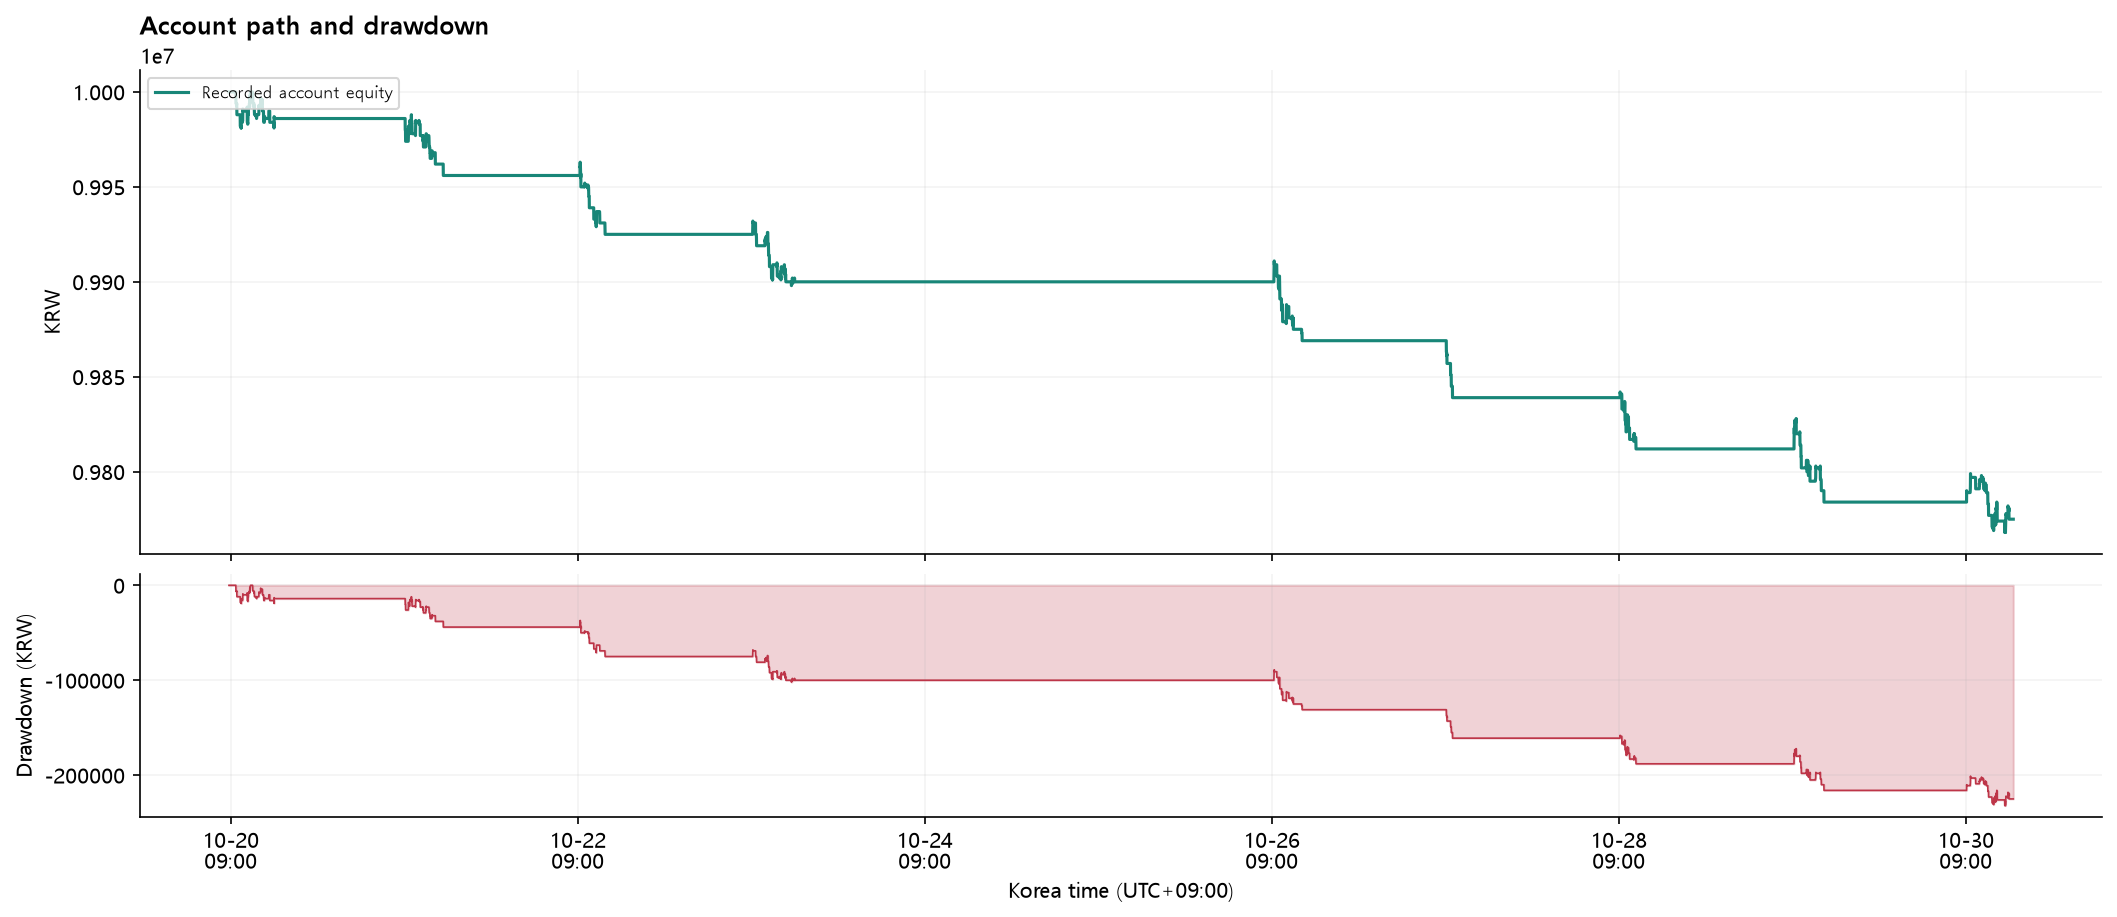 Account path and drawdown
1e7
Recorded account equity
1.000
0.995
0.990
0.985
0.980
KRW
0
-100000
-200000
Drawdown (KRW)
10-20 10-22 10-24 10-26 10-28 10-30
09:00 09:00 09:00 09:00 09:00 09:00
Korea time (UTC+09:00)